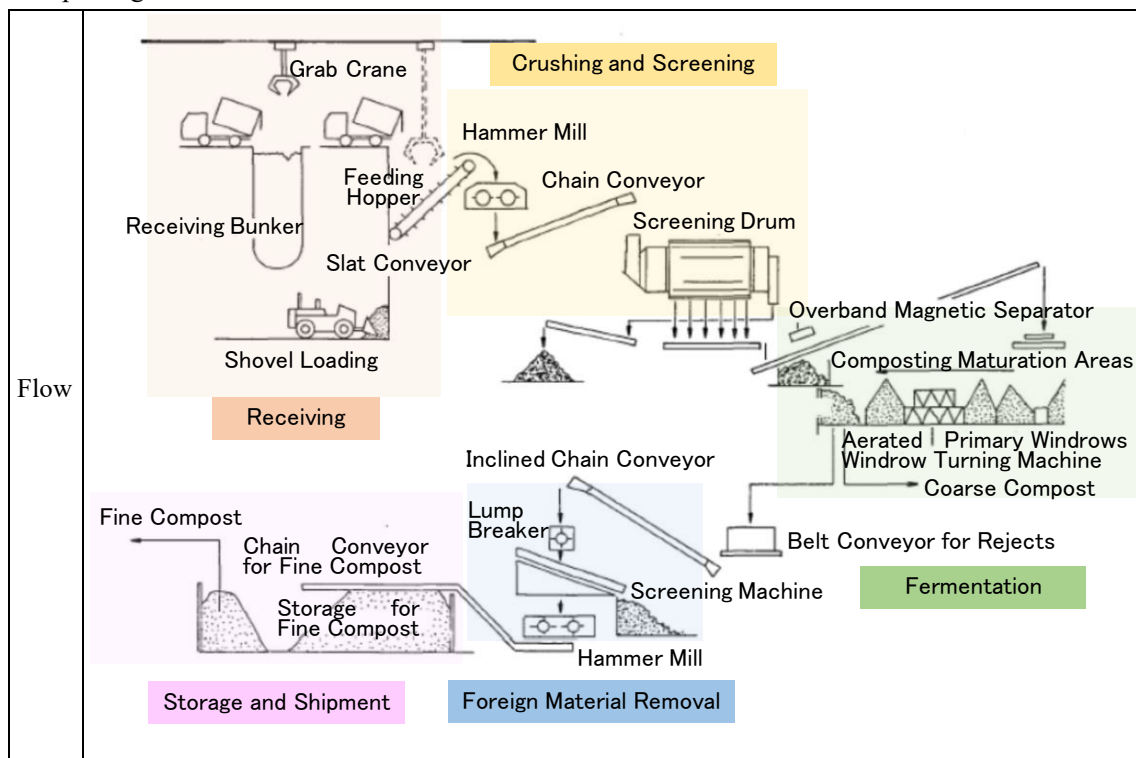 Flow
Grab Crane
Crushing and Screening
Hammer Mill
Feeding
Hopper
Chain Conveyor
Receiving Bunker
Screening Drum
Slat Conveyor
Overband Magnetic Separator
Shovel Loading
Composting Maturation Areas
Receiving
Aerated
Primary Windrows
Windrow Turning Machine
Coarse Compost
Inclined Chain Conveyor
Lump
Breaker
Fine Compost
Chain Conveyor
for Fine Compost
Belt Conveyor for Rejects
Fermentation
Screening Machine
Storage for
Fine Compost
Hammer Mill
Storage and Shipment
Foreign Material Removal